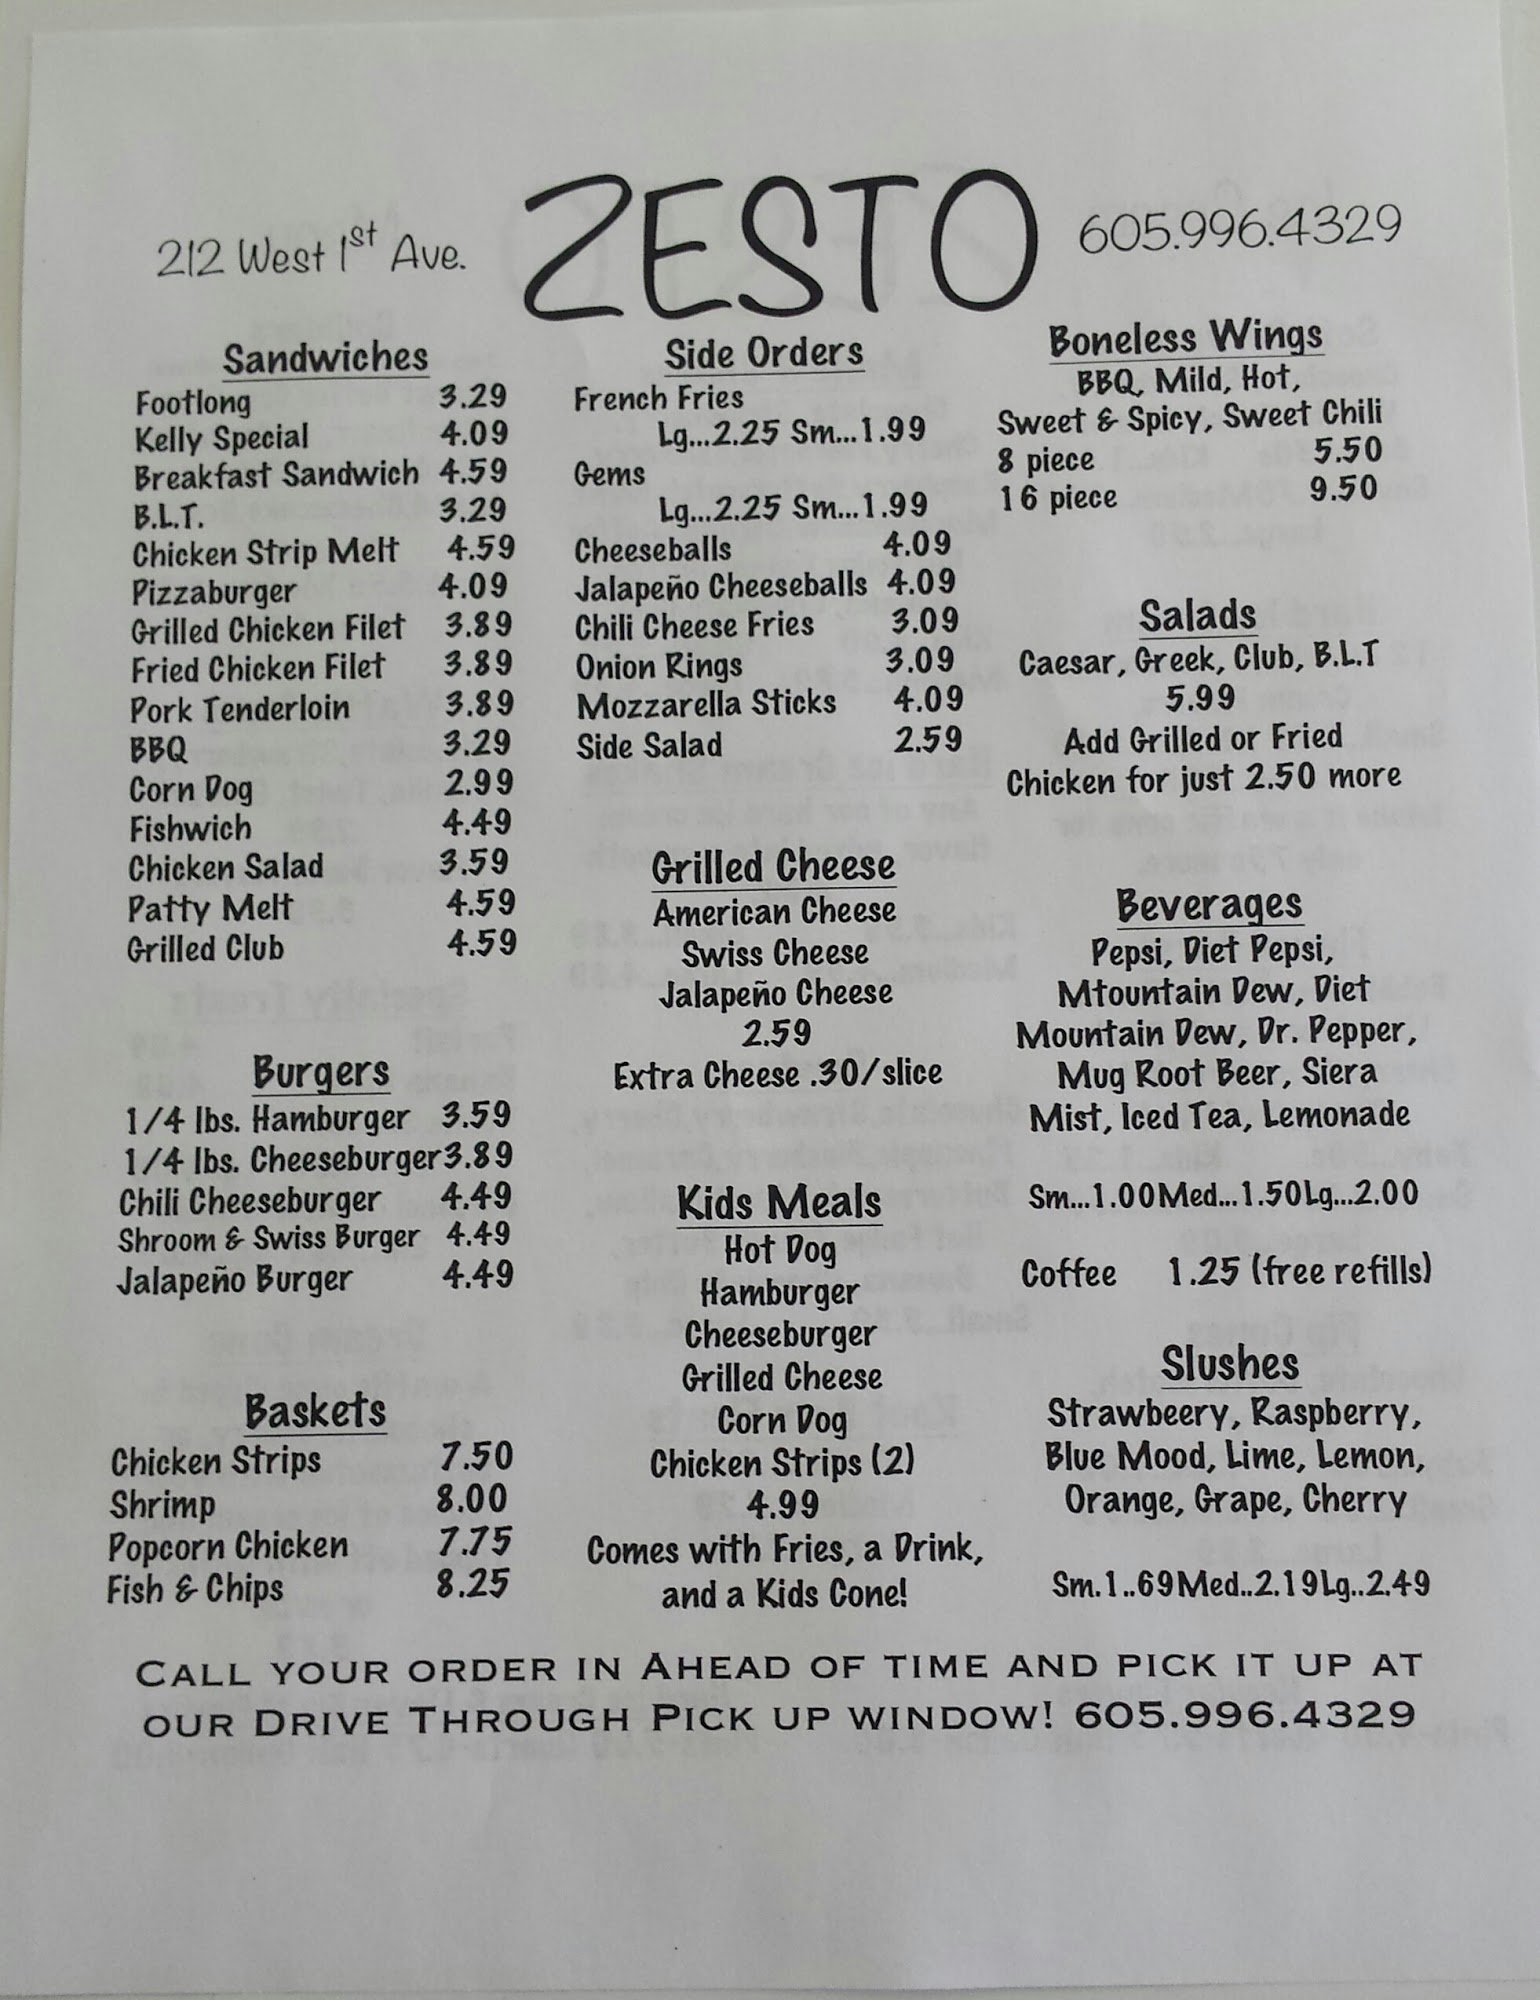 212 West 1st Ave.
ZESTO
605.996.4329
Sandwiches
Footlong 3.29
Kelly Special 4.09
Breakfast Sandwich 4.59
B.L.T. 3.29
Chicken Strip Melt 4.59
Pizzaburger 4.09
Grilled Chicken Filet 3.89
Fried Chicken Filet 3.89
Pork Tenderloin 3.89
BBQ 3.29
Corn Dog 2.99
Fishwich 4.49
Chicken Salad 3.59
Patty Melt 4.59
Grilled Club 4.59
Burgers
1/4 lbs. Hamburger 3.59
1/4 lbs. Cheeseburger 3.89
Chili Cheeseburger 4.49
Shroom & Swiss Burger 4.49
Jalapeño Burger 4.49
Baskets
Chicken Strips 7.50
Shrimp 8.00
Popcorn Chicken 7.75
Fish & Chips 8.25
Side Orders
French Fries
Lg...2.25 Sm...1.99
Gems
Lg...2.25 Sm...1.99
Cheeseballs 4.09
Jalapeño Cheeseballs 4.09
Chili Cheese Fries 3.09
Onion Rings 3.09
Mozzarella Sticks 4.09
Side Salad 2.59
Grilled Cheese
American Cheese
Swiss Cheese
Jalapeño Cheese
2.59
Extra Cheese .30/slice
Kids Meals
Hot Dog
Hamburger
Cheeseburger
Grilled Cheese
Corn Dog
Chicken Strips (2)
4.99
Comes with Fries, a Drink,
and a Kids Cone!
Boneless Wings
BBQ, Mild, Hot,
Sweet & Spicy, Sweet Chili
8 piece 5.50
16 piece 9.50
Salads
Caesar, Greek, Club, B.L.T
5.99
Add Grilled or Fried
Chicken for just 2.50 more
Beverages
Pepsi, Diet Pepsi,
Mtountain Dew, Diet
Mountain Dew, Dr. Pepper,
Mug Root Beer, Siera
Mist, Iced Tea, Lemonade
Sm...1.00Med...1.50Lg...2.00
Coffee 1.25 (free refills)
Slushes
Strawbeery, Raspberry,
Blue Mood, Lime, Lemon,
Orange, Grape, Cherry
Sm.1..69Med..2.19Lg..2.49
CALL YOUR ORDER IN AHEAD OF TIME AND PICK IT UP AT
OUR DRIVE THROUGH PICK UP WINDOW! 605.996.4329